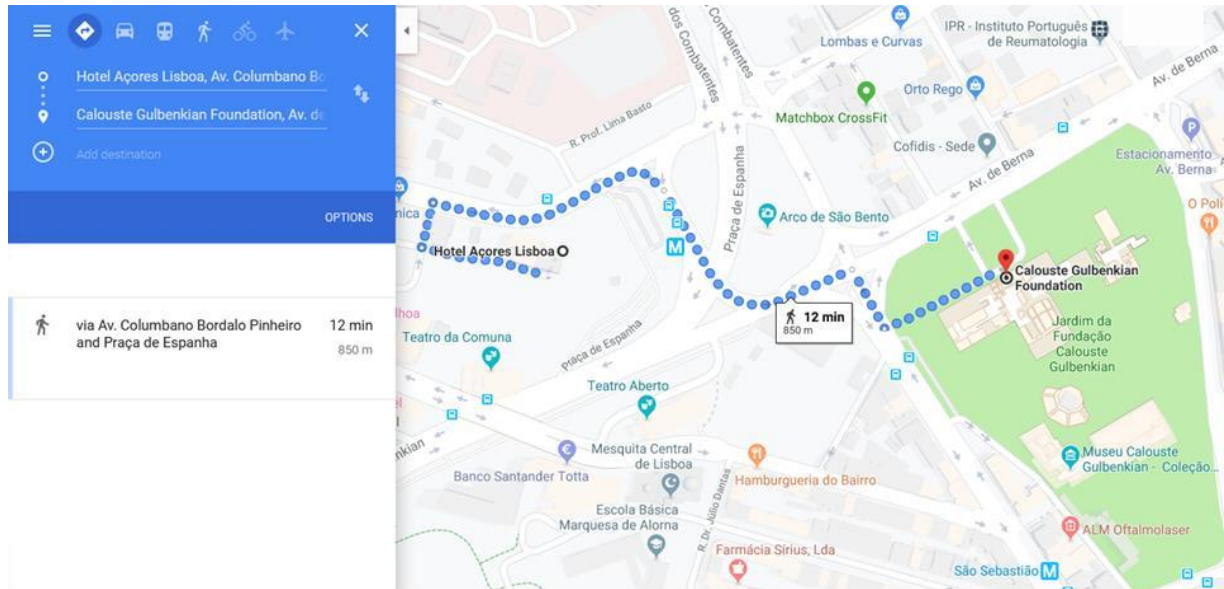 Hotel Açores Lisboa, Av. Columbano Bo
Calouste Gulbenkian Foundation, Av. de
Add destination
OPTIONS
via Av. Columbano Bordalo Pinheiro
and Praça de Espanha
12 min
850 m
dos Combatentes
Combatentes
Lombas e Curvas
IPR - Instituto Português
de Reumatologia
Av. de Berna
Orto Rego
Matchbox CrossFit
R. Prof. Lima Basto
Cofidis - Sede
Estacionamento
Av. Berna
Av. de Berna
nica
Praça de Espanha
Arco de São Bento
O Poli
M
Hotel Açores Lisboa
Calouste Gulbenkian
Foundation
12 min
850 m
lhoa
Teatro da Comuna
Praça de Espanha
Jardim da
Fundação
Calouste
Gulbenkian
Teatro Aberto
el
nkian
Mesquita Central
de Lisboa
Museu Calouste
Gulbenkian - Coleção...
Banco Santander Totta
Hamburgueria do Bairro
R. Dr. Júlio Dantas
Escola Básica
Marquesa de Alorna
ALM Oftalmolaser
Farmácia Sírius, Lda
São Sebastião M